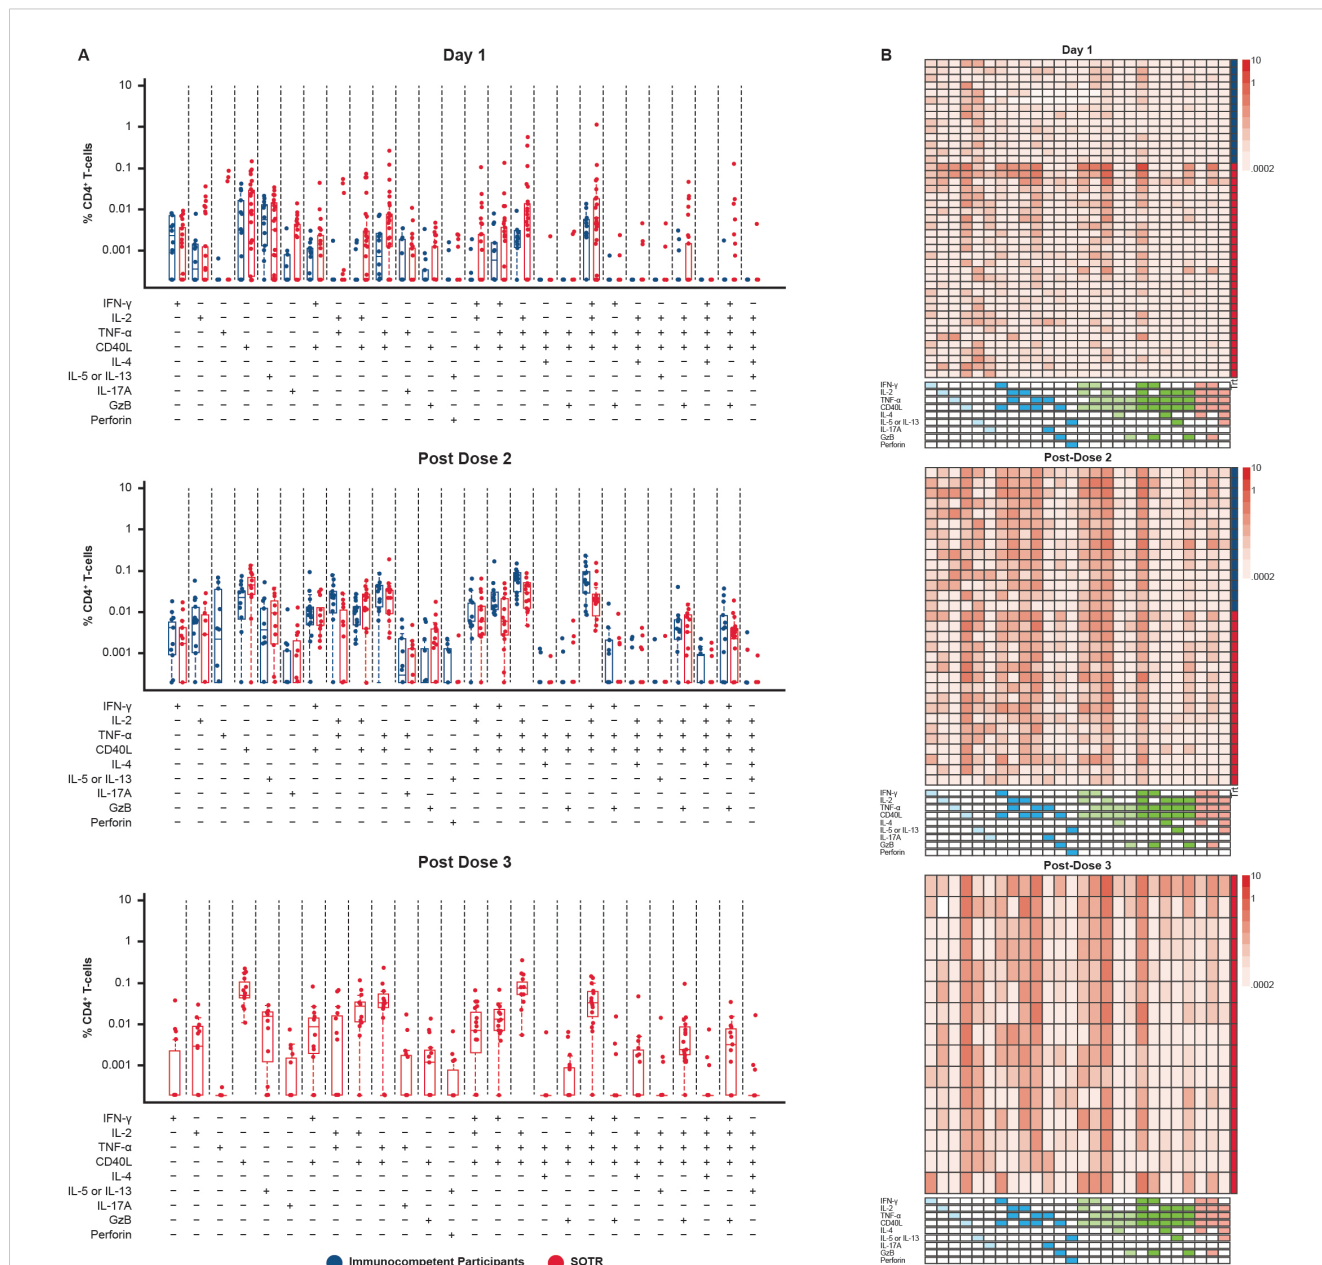 A
Day 1
% CD4⁺ T-cells
10
1
0.1
0.01
0.001
IFN-γ
IL-2
TNF-α
CD40L
IL-4
IL-5 or IL-13
IL-17A
GzB
Perforin
Post Dose 2
% CD4⁺ T-cells
10
1
0.1
0.01
0.001
IFN-γ
IL-2
TNF-α
CD40L
IL-4
IL-5 or IL-13
IL-17A
GzB
Perforin
Post Dose 3
% CD4⁺ T-cells
10
1
0.1
0.01
0.001
IFN-γ
IL-2
TNF-α
CD40L
IL-4
IL-5 or IL-13
IL-17A
GzB
Perforin
Immunocompetent Participants SOTR
B
Day 1
10
1
.0002
Trt
IFN-γ
IL-2
TNF-α
CD40L
IL-4
IL-5 or IL-13
IL-17A
GzB
Perforin
Post-Dose 2
10
1
.0002
Trt
IFN-γ
IL-2
TNF-α
CD40L
IL-4
IL-5 or IL-13
IL-17A
GzB
Perforin
Post-Dose 3
10
1
.0002
IFN-γ
IL-2
TNF-α
CD40L
IL-4
IL-5 or IL-13
IL-17A
GzB
Perforin